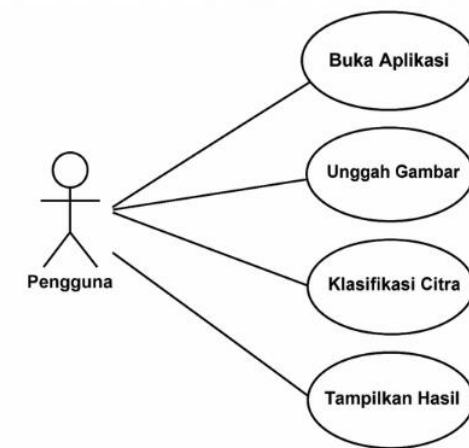 Buka Aplikasi
Unggah Gambar
Klasifikasi Citra
Pengguna
Tampilkan Hasil